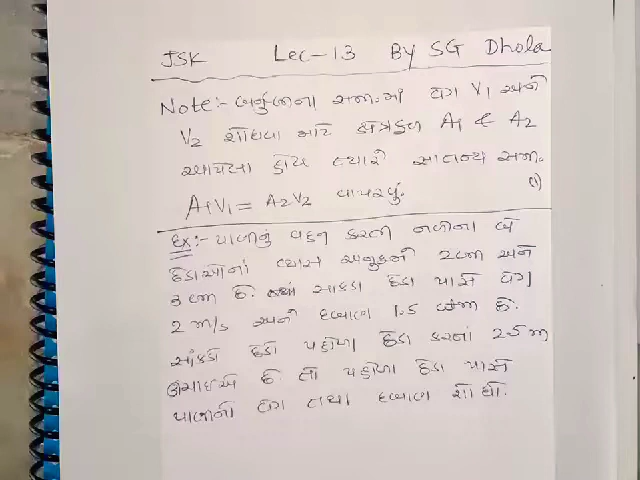 JSK Lec-13 By SG Dhola
Note:- બર્નુલીના સમી.માં વેગ V1 અને
V2 શોધવા માટે ક્ષેત્રફળ A1 & A2
આપેલા હોય ત્યારે સાતત્ય સમી.
A1V1 = A2V2 વાપરવું. (1)
Ex:- પાણીનું વહન કરતી નળીના બે
છેડાઓનાં વ્યાસ અનુક્રમે 2cm અને
3 cm છે. સાંકડા છેડા પાસે વેગ
2 m/s અને દબાણ 1.5 છે.
સાંકડો છેડો પહોળા છેડા કરતાં 2.5 m
ઊંચાઈએ છે તો પહોળા છેડા પાસે
પાણીનો વેગ તથા દબાણ શોધો.